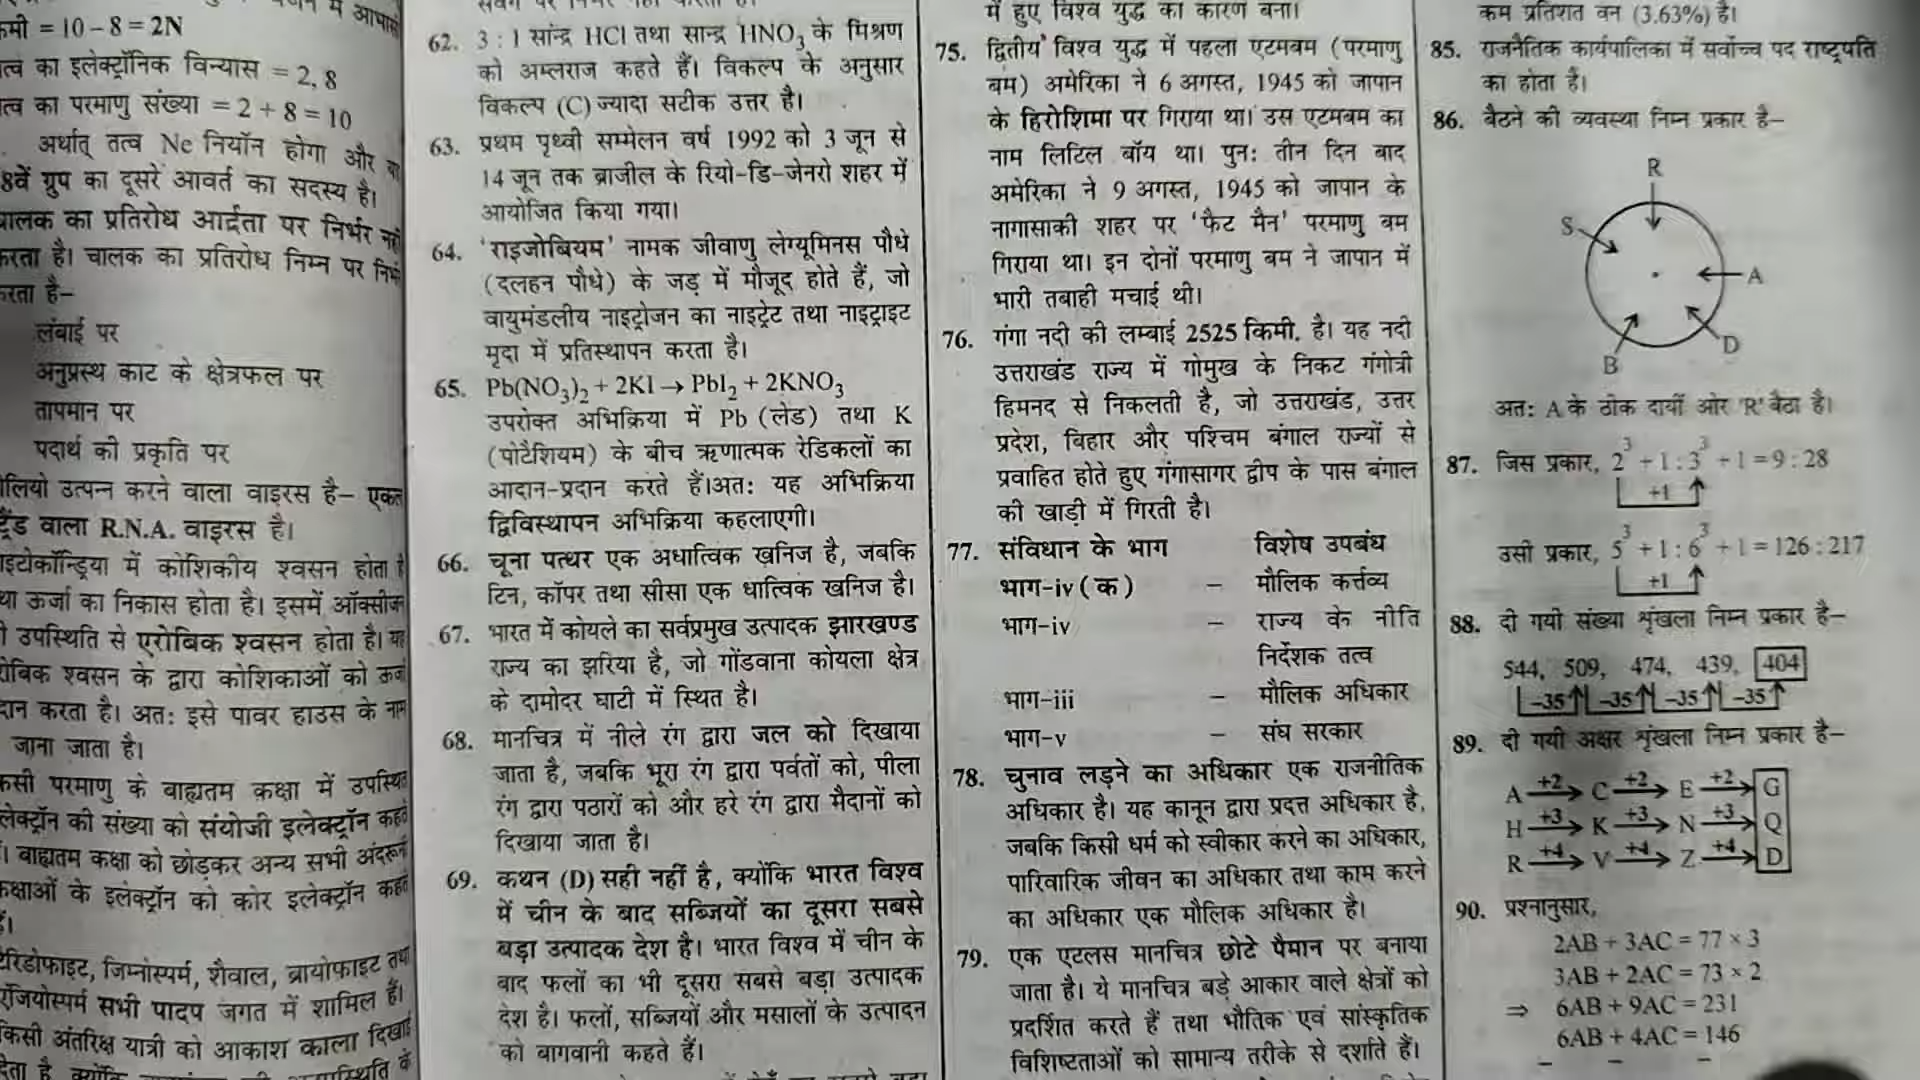 कमी = 10 – 8 = 2N
तत्व का इलेक्ट्रॉनिक विन्यास = 2, 8
तत्व का परमाणु संख्या = 2 + 8 = 10
अर्थात् तत्व Ne नियॉन होगा और
8वें ग्रुप का दूसरे आवर्त का सदस्य है।
चालक का प्रतिरोध आर्द्रता पर निर्भर नहीं
करता है। चालक का प्रतिरोध निम्न पर निर्भर
करता है–
लंबाई पर
अनुप्रस्थ काट के क्षेत्रफल पर
तापमान पर
पदार्थ की प्रकृति पर
पोलियो उत्पन्न करने वाला वाइरस है– एकल
स्ट्रैंड वाला R.N.A. वाइरस है।
माइटोकॉन्ड्रिया में कोशिकीय श्वसन होता है
तथा ऊर्जा का निकास होता है। इसमें ऑक्सीजन
की उपस्थिति से एरोबिक श्वसन होता है। यह
एरोबिक श्वसन के द्वारा कोशिकाओं को ऊर्जा
प्रदान करता है। अत: इसे पावर हाउस के नाम
जाना जाता है।
किसी परमाणु के बाह्यतम कक्षा में उपस्थित
इलेक्ट्रॉन की संख्या को संयोजी इलेक्ट्रॉन कहते
हैं। बाह्यतम कक्षा को छोड़कर अन्य सभी अंदरूनी
कक्षाओं के इलेक्ट्रॉन को कोर इलेक्ट्रॉन कहते
हैं।
टेरिडोफाइट, जिम्नोस्पर्म, शैवाल, ब्रायोफाइट तथा
एंजियोस्पर्म सभी पादप जगत में शामिल हैं।
किसी अंतरिक्ष यात्री को आकाश काला दिखाई
देता है, क्योंकि
62. 3 : 1 सांन्द्र HCl तथा सान्द्र HNO₃ के मिश्रण
को अम्लराज कहते हैं। विकल्प के अनुसार
विकल्प (C) ज्यादा सटीक उत्तर है।
63. प्रथम पृथ्वी सम्मेलन वर्ष 1992 को 3 जून से
14 जून तक ब्राजील के रियो-डि-जेनरो शहर में
आयोजित किया गया।
64. 'राइजोबियम' नामक जीवाणु लेग्यूमिनस पौधे
(दलहन पौधे) के जड़ में मौजूद होते हैं, जो
वायुमंडलीय नाइट्रोजन का नाइट्रेट तथा नाइट्राइट
मृदा में प्रतिस्थापन करता है।
65. Pb(NO₃)₂ + 2KI → PbI₂ + 2KNO₃
उपरोक्त अभिक्रिया में Pb (लेड) तथा K
(पोटैशियम) के बीच ऋणात्मक रेडिकलों का
आदान-प्रदान करते हैं।अत: यह अभिक्रिया
द्विविस्थापन अभिक्रिया कहलाएगी।
66. चूना पत्थर एक अधात्विक खनिज है, जबकि
टिन, कॉपर तथा सीसा एक धात्विक खनिज है।
67. भारत में कोयले का सर्वप्रमुख उत्पादक झारखण्ड
राज्य का झरिया है, जो गोंडवाना कोयला क्षेत्र
के दामोदर घाटी में स्थित है।
68. मानचित्र में नीले रंग द्वारा जल को दिखाया
जाता है, जबकि भूरा रंग द्वारा पर्वतों को, पीला
रंग द्वारा पठारों को और हरे रंग द्वारा मैदानों को
दिखाया जाता है।
69. कथन (D) सही नहीं है, क्योंकि भारत विश्व
में चीन के बाद सब्जियों का दूसरा सबसे
बड़ा उत्पादक देश है। भारत विश्व में चीन के
बाद फलों का भी दूसरा सबसे बड़ा उत्पादक
देश है। फलों, सब्जियों और मसालों के उत्पादन
को बागवानी कहते हैं।
में हुए विश्व युद्ध का कारण बना।
75. द्वितीय विश्व युद्ध में पहला एटमबम (परमाणु
बम) अमेरिका ने 6 अगस्त, 1945 को जापान
के हिरोशिमा पर गिराया था। उस एटमबम का
नाम लिटिल बॉय था। पुन: तीन दिन बाद
अमेरिका ने 9 अगस्त, 1945 को जापान के
नागासाकी शहर पर 'फैट मैन' परमाणु बम
गिराया था। इन दोनों परमाणु बम ने जापान में
भारी तबाही मचाई थी।
76. गंगा नदी की लम्बाई 2525 किमी. है। यह नदी
उत्तराखंड राज्य में गोमुख के निकट गंगोत्री
हिमनद से निकलती है, जो उत्तराखंड, उत्तर
प्रदेश, बिहार और पश्चिम बंगाल राज्यों से
प्रवाहित होते हुए गंगासागर द्वीप के पास बंगाल
की खाड़ी में गिरती है।
77. संविधान के भाग विशेष उपबंध
भाग-iv ( क ) – मौलिक कर्त्तव्य
भाग-iv – राज्य के नीति
निर्देशक तत्व
भाग-iii – मौलिक अधिकार
भाग-v – संघ सरकार
78. चुनाव लड़ने का अधिकार एक राजनीतिक
अधिकार है। यह कानून द्वारा प्रदत्त अधिकार है,
जबकि किसी धर्म को स्वीकार करने का अधिकार,
पारिवारिक जीवन का अधिकार तथा काम करने
का अधिकार एक मौलिक अधिकार है।
79. एक एटलस मानचित्र छोटे पैमान पर बनाया
जाता है। ये मानचित्र बड़े आकार वाले क्षेत्रों को
प्रदर्शित करते हैं तथा भौतिक एवं सांस्कृतिक
विशिष्टताओं को सामान्य तरीके से दर्शाते हैं।
कम प्रतिशत वन (3.63%) है।
85. राजनैतिक कार्यपालिका में सर्वोच्च पद राष्ट्रपति
का होता है।
86. बैठने की व्यवस्था निम्न प्रकार है–
R
S
A
D
B
अत: A के ठीक दायीं ओर 'R' बैठा है।
87. जिस प्रकार, 2³ + 1 : 3³ + 1 = 9 : 28
+1
उसी प्रकार, 5³ + 1 : 6³ + 1 = 126 : 217
+1
88. दी गयी संख्या शृंखला निम्न प्रकार है–
544, 509, 474, 439, 404
–35 –35 –35 –35
89. दी गयी अक्षर शृंखला निम्न प्रकार है–
A +2→ C +2→ E +2→ G
H +3→ K +3→ N +3→ Q
R +4→ V +4→ Z +4→ D
90. प्रश्नानुसार,
2AB + 3AC = 77 × 3
3AB + 2AC = 73 × 2
⇒ 6AB + 9AC = 231
6AB + 4AC = 146
– – –